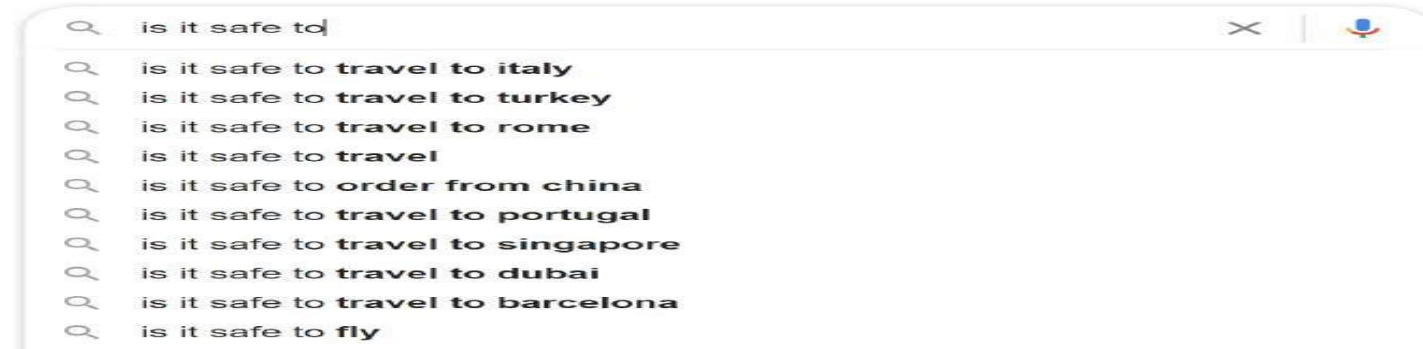 is it safe to
is it safe to travel to italy
is it safe to travel to turkey
is it safe to travel to rome
is it safe to travel
is it safe to order from china
is it safe to travel to portugal
is it safe to travel to singapore
is it safe to travel to dubai
is it safe to travel to barcelona
is it safe to fly